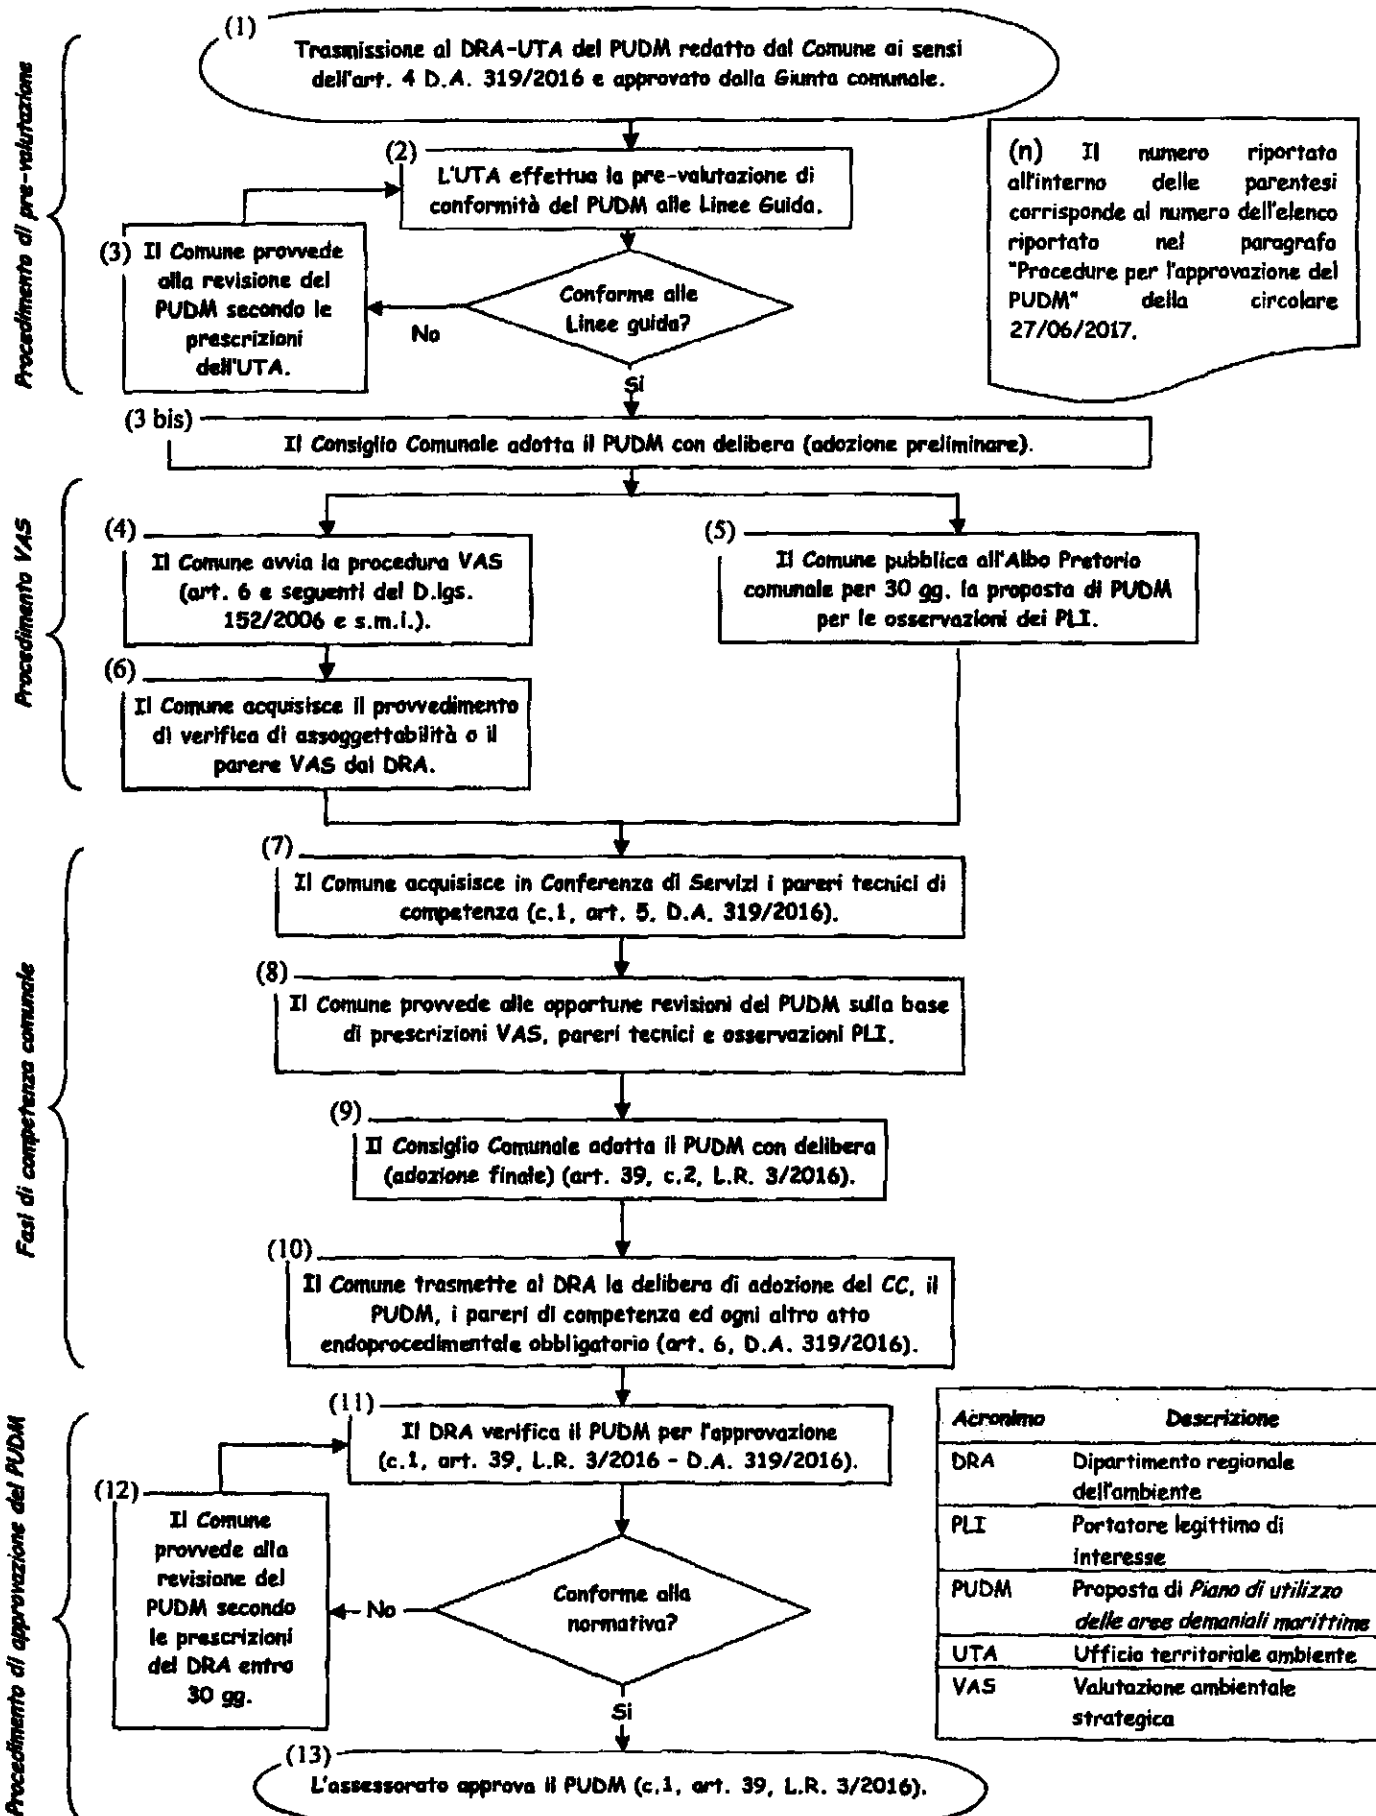 Procedimento di pre-valutazione
(1)
Trasmissione al DRA-UTA del PUDM redatto dal Comune ai sensi
dell'art. 4 D.A. 319/2016 e approvato dalla Giunta comunale.
(2)
L'UTA effettua la pre-valutazione di
conformità del PUDM alle Linee Guida.
(3) Il Comune provvede
alla revisione del
PUDM secondo le
prescrizioni
dell'UTA.
Conforme alle
Linee guida?
No
Si
(n) Il numero riportato
all'interno delle parentesi
corrisponde al numero dell'elenco
riportato nel paragrafo
"Procedure per l'approvazione del
PUDM" della circolare
27/06/2017.
(3 bis)
Il Consiglio Comunale adotta il PUDM con delibera (adozione preliminare).
Procedimento VAS
(4)
Il Comune avvia la procedura VAS
(art. 6 e seguenti del D.lgs.
152/2006 e s.m.i.).
(5)
Il Comune pubblica all'Albo Pretorio
comunale per 30 gg. la proposta di PUDM
per le osservazioni dei PLI.
(6)
Il Comune acquisisce il provvedimento
di verifica di assoggettabilità o il
parere VAS dal DRA.
Fasi di competenza comunale
(7)
Il Comune acquisisce in Conferenza di Servizi i pareri tecnici di
competenza (c.1, art. 5, D.A. 319/2016).
(8)
Il Comune provvede alle opportune revisioni del PUDM sulla base
di prescrizioni VAS, pareri tecnici e osservazioni PLI.
(9)
Il Consiglio Comunale adotta il PUDM con delibera
(adozione finale) (art. 39, c.2, L.R. 3/2016).
(10)
Il Comune trasmette al DRA la delibera di adozione del CC, il
PUDM, i pareri di competenza ed ogni altro atto
endoprocedimentale obbligatorio (art. 6, D.A. 319/2016).
Procedimento di approvazione del PUDM
(11)
Il DRA verifica il PUDM per l'approvazione
(c.1, art. 39, L.R. 3/2016 - D.A. 319/2016).
(12)
Il Comune
provvede alla
revisione del
PUDM secondo
le prescrizioni
del DRA entro
30 gg.
No
Conforme alla
normativa?
Si
(13)
L'assessorato approva il PUDM (c.1, art. 39, L.R. 3/2016).
Acronimo Descrizione
DRA Dipartimento regionale
dell'ambiente
PLI Portatore legittimo di
interesse
PUDM Proposta di Piano di utilizzo
delle aree demaniali marittime
UTA Ufficio territoriale ambiente
VAS Valutazione ambientale
strategica